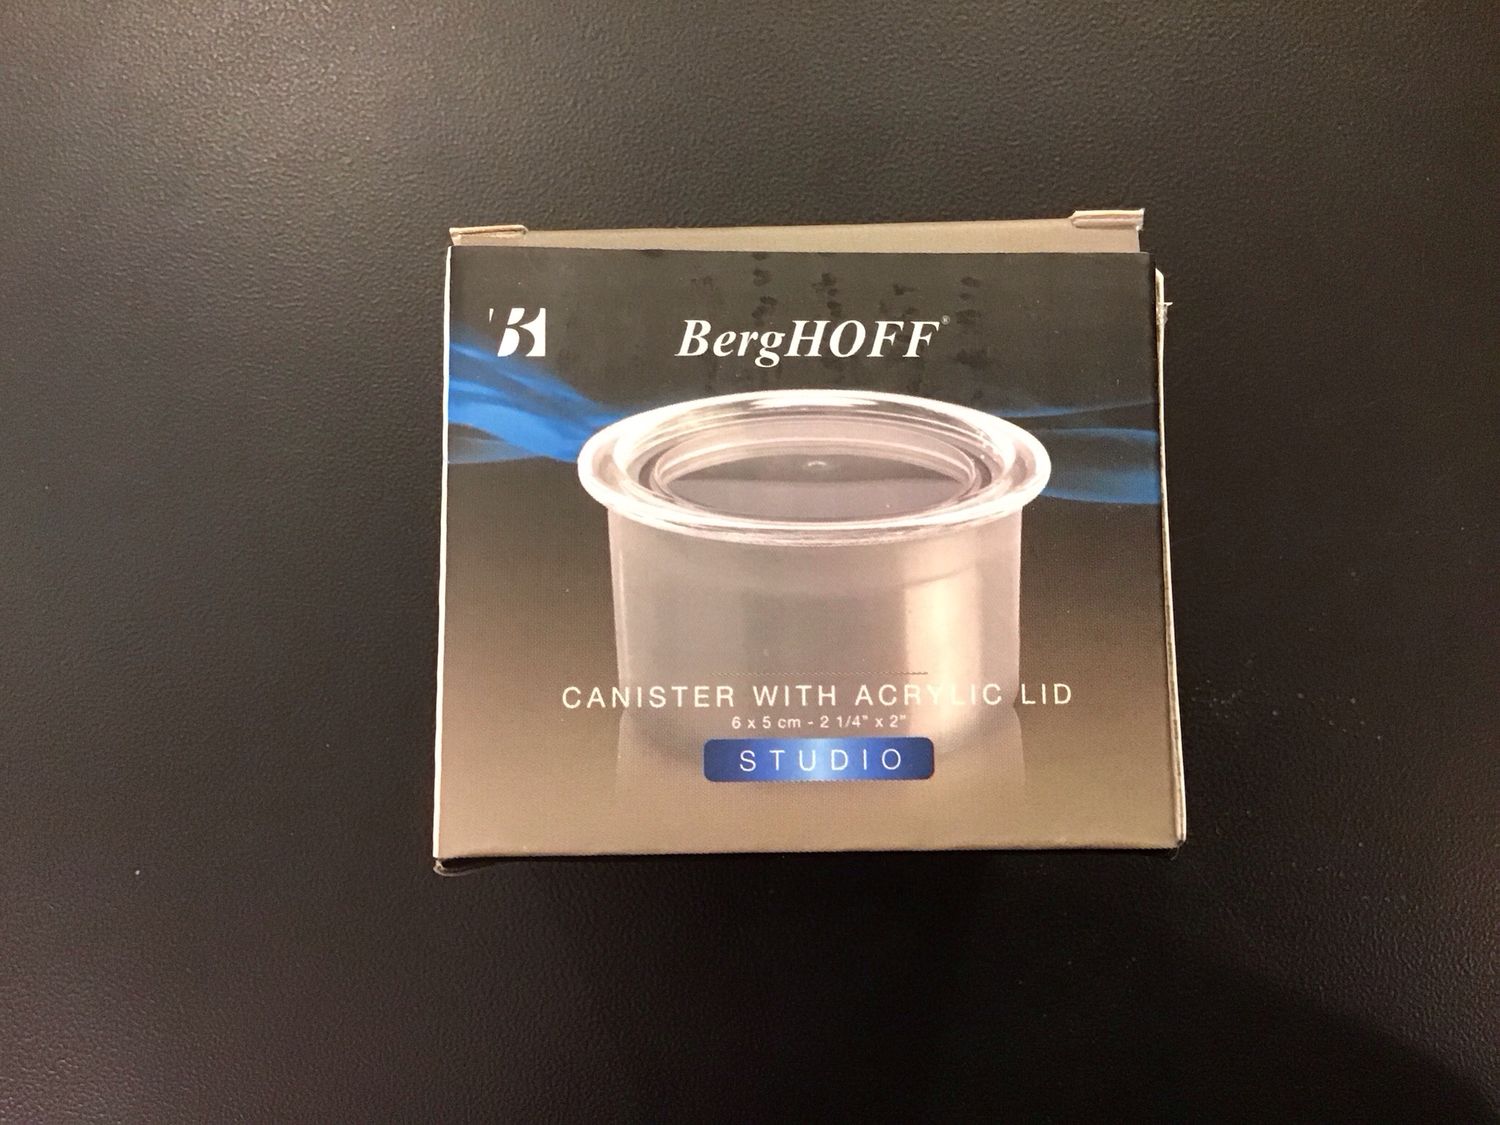 B
BergHOFF®
CANISTER WITH ACRYLIC LID
6 x 5 cm - 2 1/4" x 2"
STUDIO